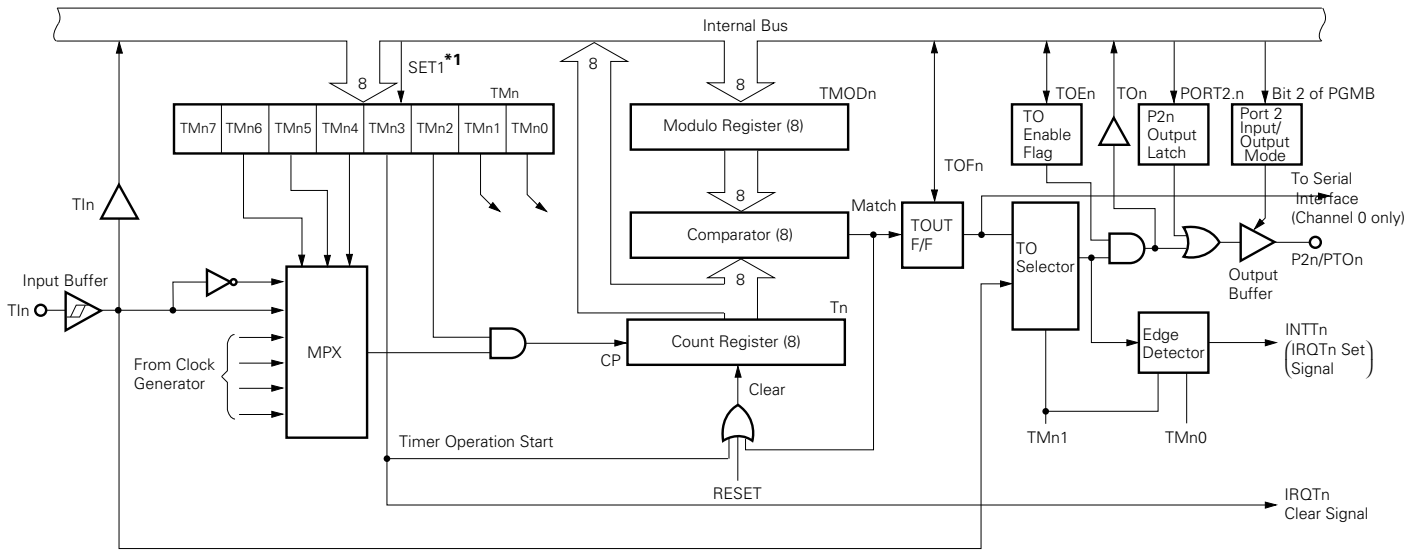 Internal Bus
8
SET1*1
8
8
TMn
TMODn
TOEn
TOn
PORT2.n
Bit 2 of PGMB
TMn7
TMn6
TMn5
TMn4
TMn3
TMn2
TMn1
TMn0
Modulo Register (8)
TO
Enable
Flag
P2n
Output
Latch
Port 2
Input/
Output
Mode
8
TOFn
To Serial
Interface
(Channel 0 only)
TIn
Match
Comparator (8)
TOUT
F/F
TO
Selector
P2n/PTOn
Output
Buffer
8
Input Buffer
TIn
Tn
MPX
From Clock
Generator
CP
Count Register (8)
Edge
Detector
INTTn
(IRQTn Set
Signal)
Clear
Timer Operation Start
TMn1
TMn0
RESET
IRQTn
Clear Signal